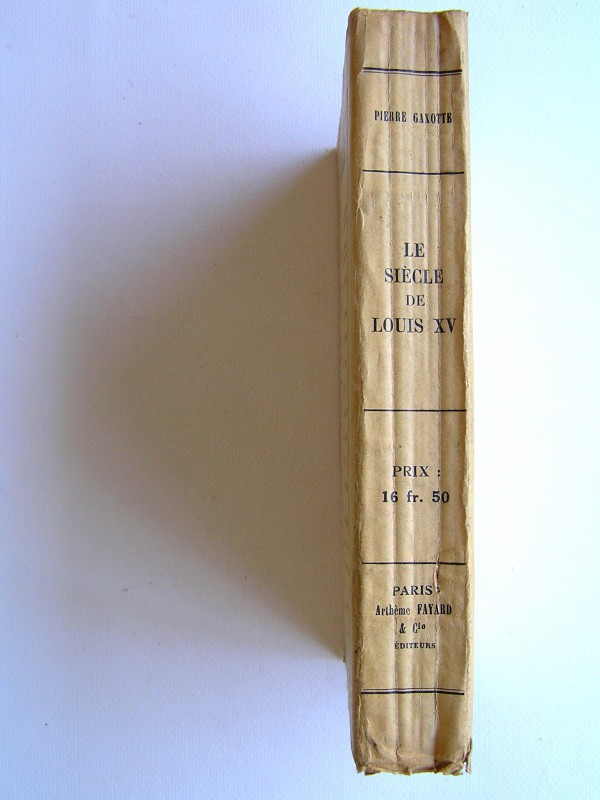 PIERRE GAXOTTE
LE
SIÈCLE
DE
LOUIS XV
PRIX :
16 fr. 50
PARIS
Arthème FAYARD
& Cie
ÉDITEURS